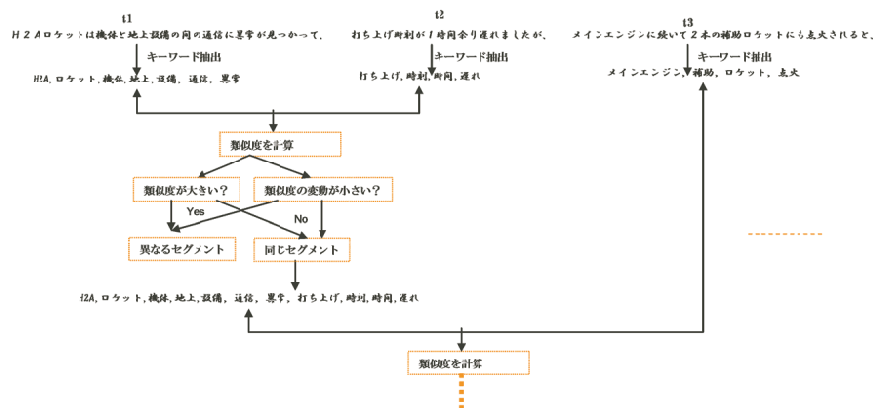 t1
t2
t3
H2Aロケットは機体と地上設備の間の通信に異常が見つかって、
打ち上げ時刻が1時間余り遅れましたが、
メインエンジンに続いて2本の補助ロケットにも点火されると、
キーワード抽出
キーワード抽出
キーワード抽出
H2A, ロケット, 機体, 地上, 設備, 通信, 異常
打ち上げ, 時刻, 時間, 遅れ
メインエンジン, 補助, ロケット, 点火
類似度を計算
類似度が大きい?
類似度の変動が小さい?
Yes
No
異なるセグメント
同じセグメント
H2A, ロケット, 機体, 地上, 設備, 通信, 異常, 打ち上げ, 時刻, 時間, 遅れ
類似度を計算